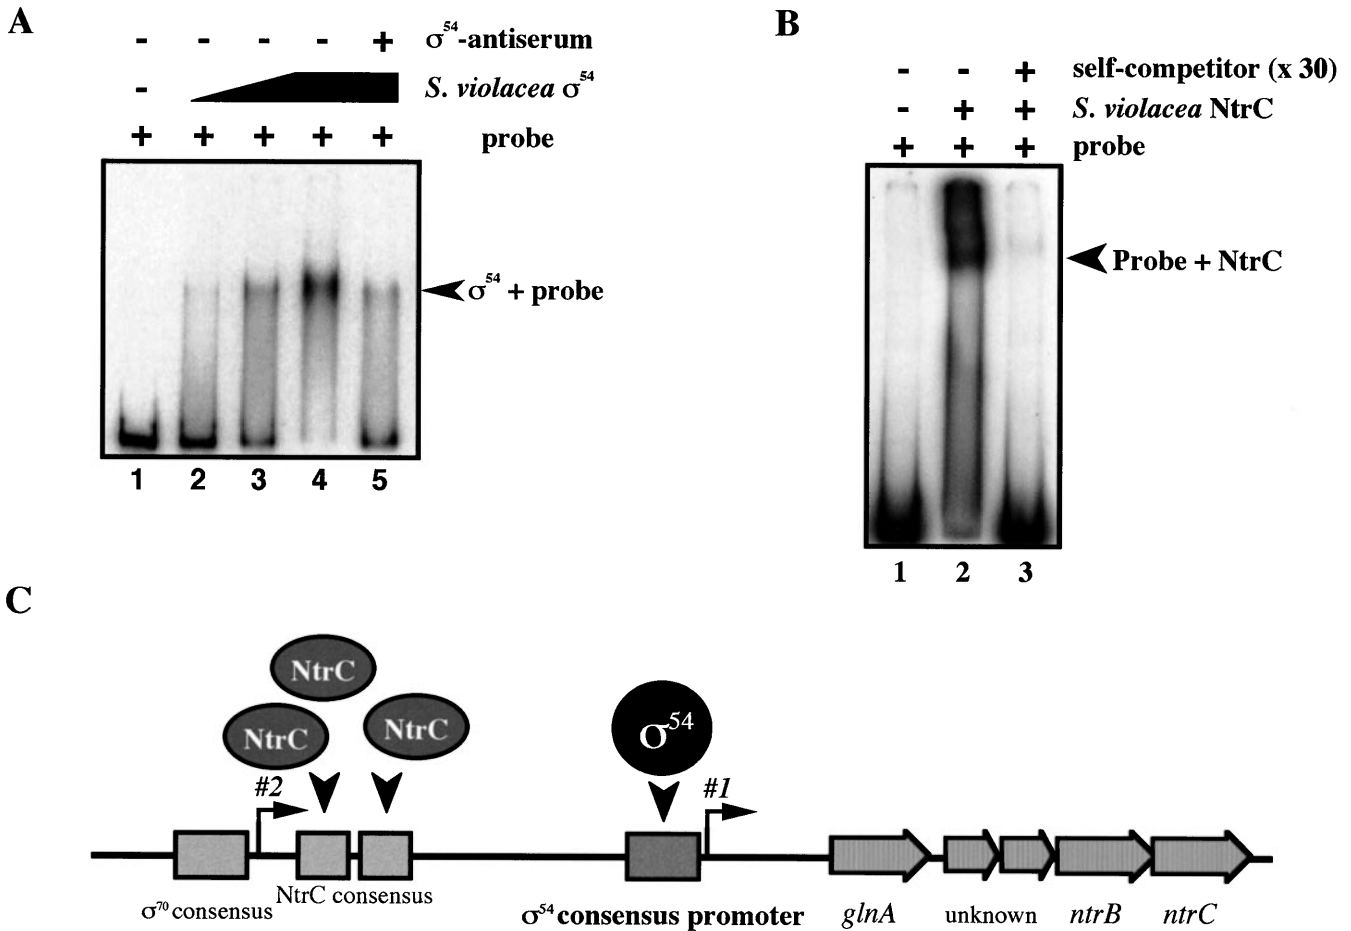 A
- - - - + σ54-antiserum
- S. violacea σ54
+ + + + + probe
σ54 + probe
1 2 3 4 5
B
- - + self-competitor (x 30)
- + + S. violacea NtrC
+ + + probe
Probe + NtrC
1 2 3
C
NtrC
NtrC
NtrC
σ54
#2
#1
σ70 consensus
NtrC consensus
σ54 consensus promoter
glnA
unknown
ntrB
ntrC